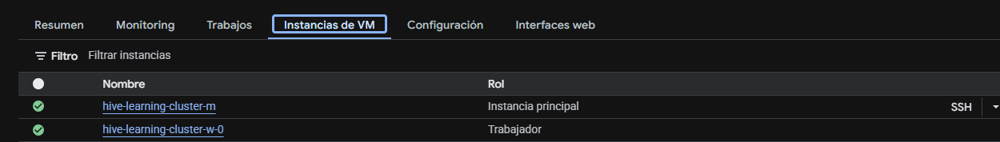 Resumen Monitoring Trabajos Instancias de VM Configuración Interfaces web
Filtro Filtrar instancias
Nombre Rol
hive-learning-cluster-m Instancia principal SSH
hive-learning-cluster-w-0 Trabajador